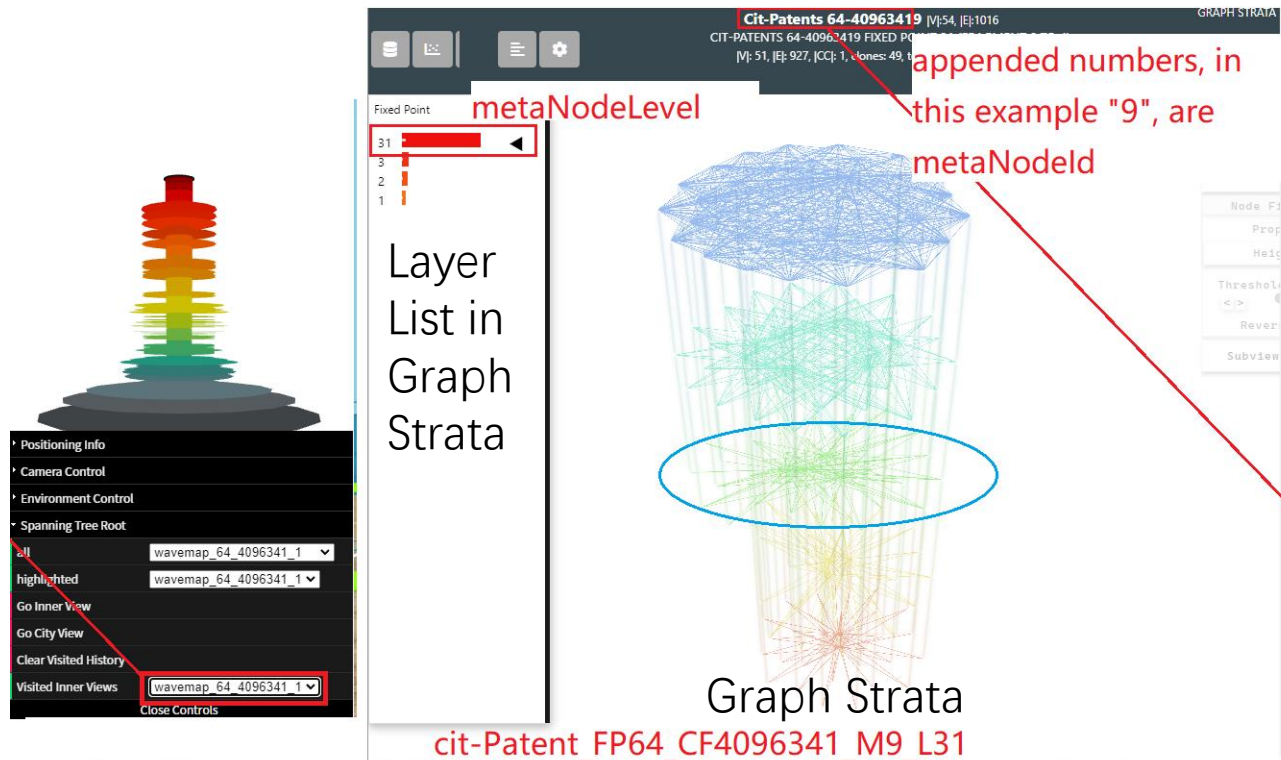 Cit-Patents 64-40963419 |V|:54, |E|:1016
GRAPH STRATA
CIT-PATENTS 64-40963419 FIXED
|V|: 51, |E|: 927, |CC|: 1, clones: 49,
appended numbers, in
this example "9", are
metaNodeId
Fixed Point
metaNodeLevel
31
3
2
1
Layer
List in
Graph
Strata
Node
Threshold
< >
Positioning Info
Camera Control
Environment Control
Spanning Tree Root
all wavemap_64_4096341_1
highlighted wavemap_64_4096341_1
Go Inner View
Go City View
Clear Visited History
Visited Inner Views wavemap_64_4096341_1
Close Controls
Graph Strata
cit-Patent FP64 CF4096341 M9 L31